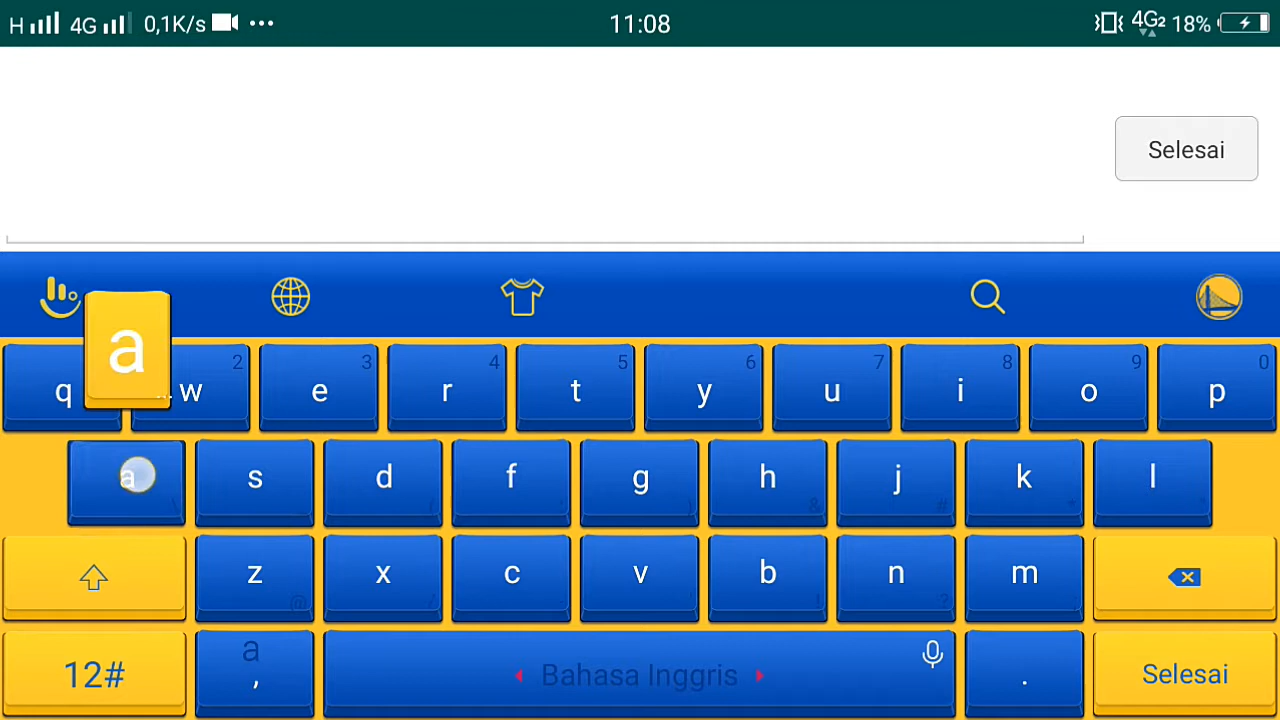 H 4G 0,1K/s ••• 11:08 4G2 18%
Selesai
a
q w 2 e 3 r 4 t 5 y 6 u 7 i 8 o 9 p 0
a s d f g h & j # k * l
z @ x / c v b ! n ? m
12# a , Bahasa Inggris . Selesai